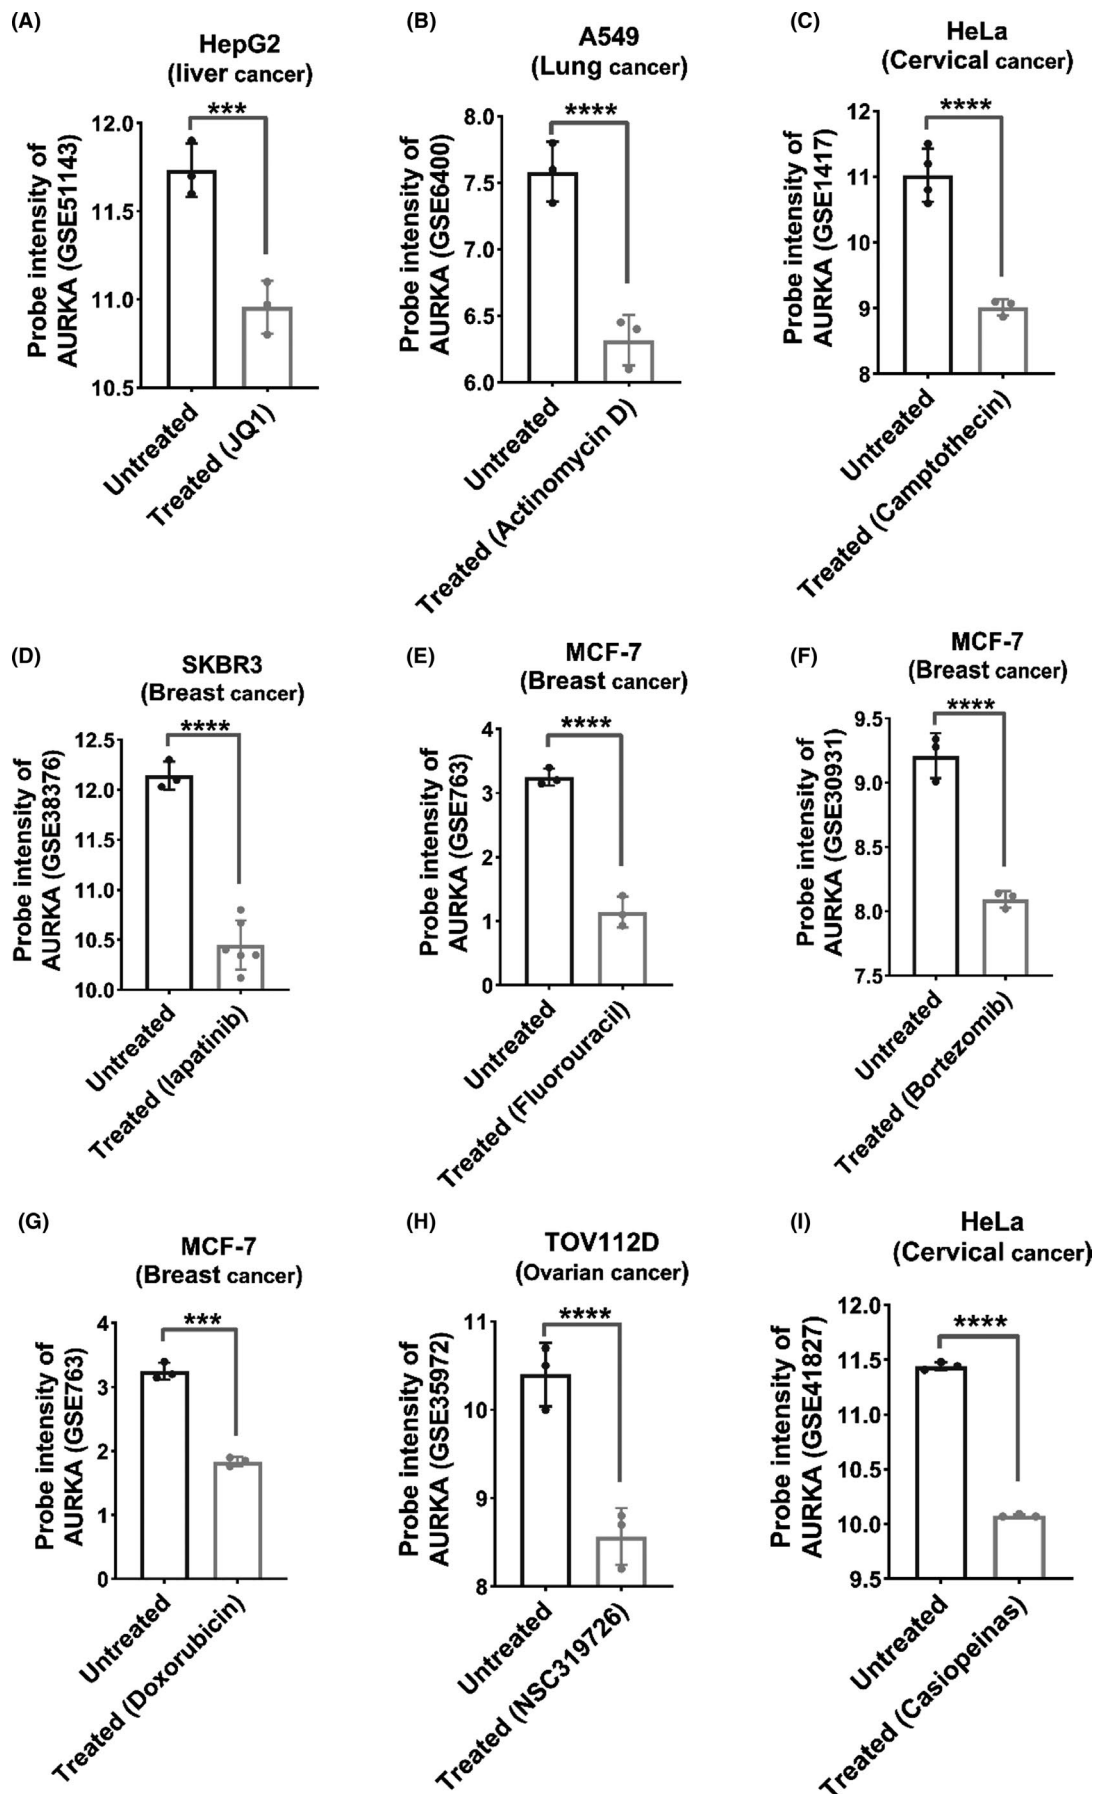 (A)
HepG2
(liver cancer)
***
Probe intensity of
AURKA (GSE51143)
12.0
11.5
11.0
10.5
Untreated
Treated (JQ1)
(B)
A549
(Lung cancer)
****
Probe intensity of
AURKA (GSE6400)
8.0
7.5
7.0
6.5
6.0
Untreated
Treated (Actinomycin D)
(C)
HeLa
(Cervical cancer)
****
Probe intensity of
AURKA (GSE1417)
12
11
10
9
8
Untreated
Treated (Camptothecin)
(D)
SKBR3
(Breast cancer)
****
Probe intensity of
AURKA (GSE38376)
12.5
12.0
11.5
11.0
10.5
10.0
Untreated
Treated (lapatinib)
(E)
MCF-7
(Breast cancer)
****
Probe intensity of
AURKA (GSE763)
4
3
2
1
0
Untreated
Treated (Fluorouracil)
(F)
MCF-7
(Breast cancer)
****
Probe intensity of
AURKA (GSE30931)
9.5
9.0
8.5
8.0
7.5
Untreated
Treated (Bortezomib)
(G)
MCF-7
(Breast cancer)
***
Probe intensity of
AURKA (GSE763)
4
3
2
1
0
Untreated
Treated (Doxorubicin)
(H)
TOV112D
(Ovarian cancer)
****
Probe intensity of
AURKA (GSE35972)
11
10
9
8
Untreated
Treated (NSC319726)
(I)
HeLa
(Cervical cancer)
****
Probe intensity of
AURKA (GSE41827)
12.0
11.5
11.0
10.5
10.0
9.5
Untreated
Treated (Casiopeinas)